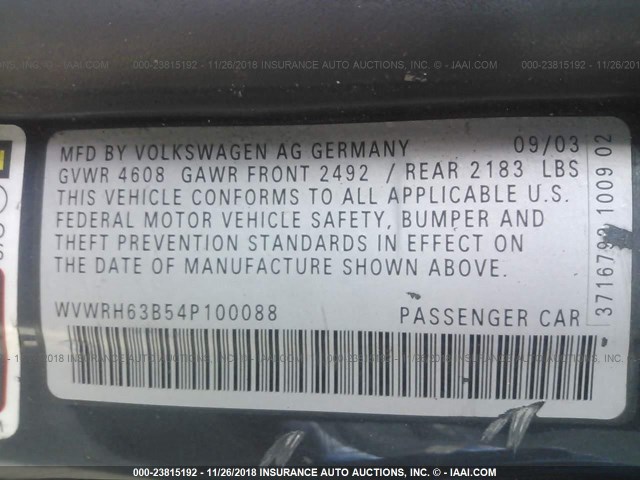 000-23815192 - 11/26/2018 INSURANCE AUTO AUCTIONS, INC. © - IAAI.COM
MFD BY VOLKSWAGEN AG GERMANY 09/03
GVWR 4608 GAWR FRONT 2492 / REAR 2183 LBS
THIS VEHICLE CONFORMS TO ALL APPLICABLE U.S.
FEDERAL MOTOR VEHICLE SAFETY, BUMPER AND
THEFT PREVENTION STANDARDS IN EFFECT ON
THE DATE OF MANUFACTURE SHOWN ABOVE.
WVWRH63B54P100088 PASSENGER CAR
1009 02
000-23815192 - 11/26/2018 INSURANCE AUTO AUCTIONS, INC. © - IAAI.COM